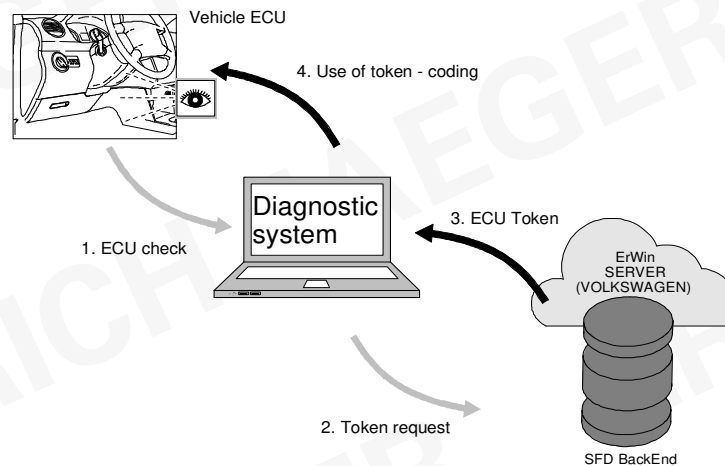 Vehicle ECU
4. Use of token - coding
Diagnostic
system
3. ECU Token
1. ECU check
ErWin
SERVER
(VOLKSWAGEN)
2. Token request
SFD BackEnd